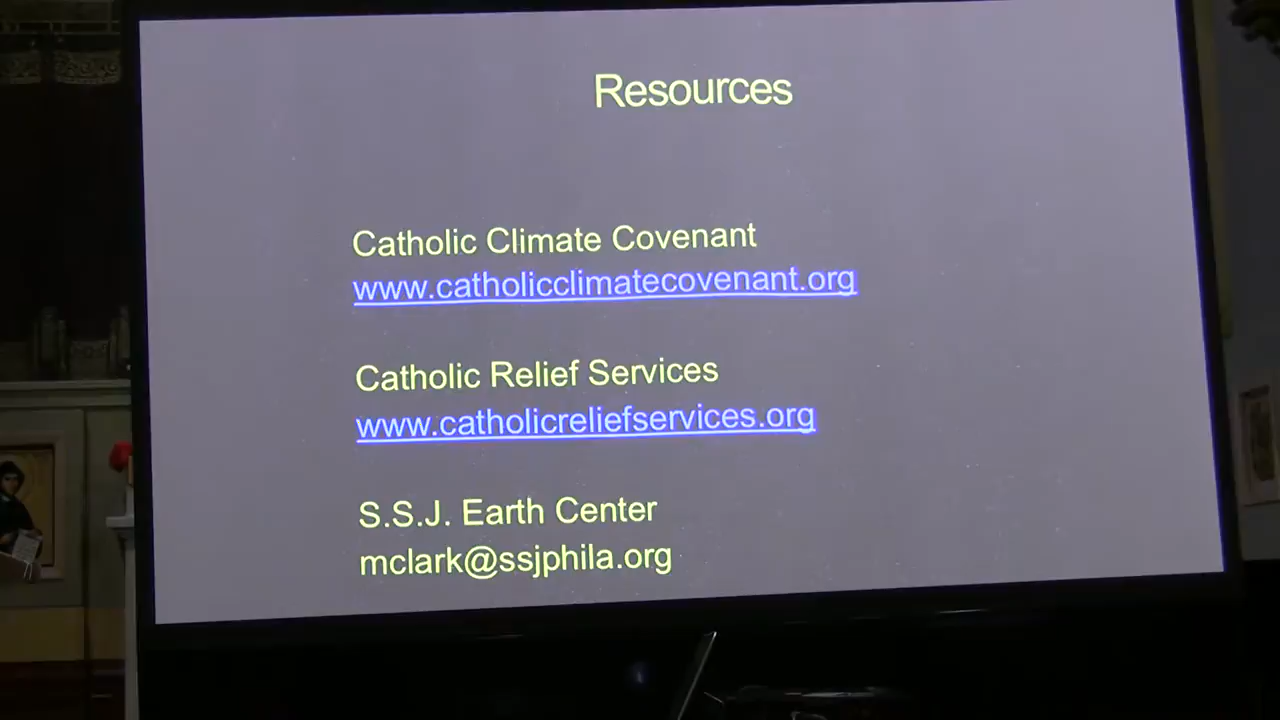 Resources
Catholic Climate Covenant
www.catholicclimatecovenant.org
Catholic Relief Services
www.catholicreliefservices.org
S.S.J. Earth Center
mclark@ssjphila.org